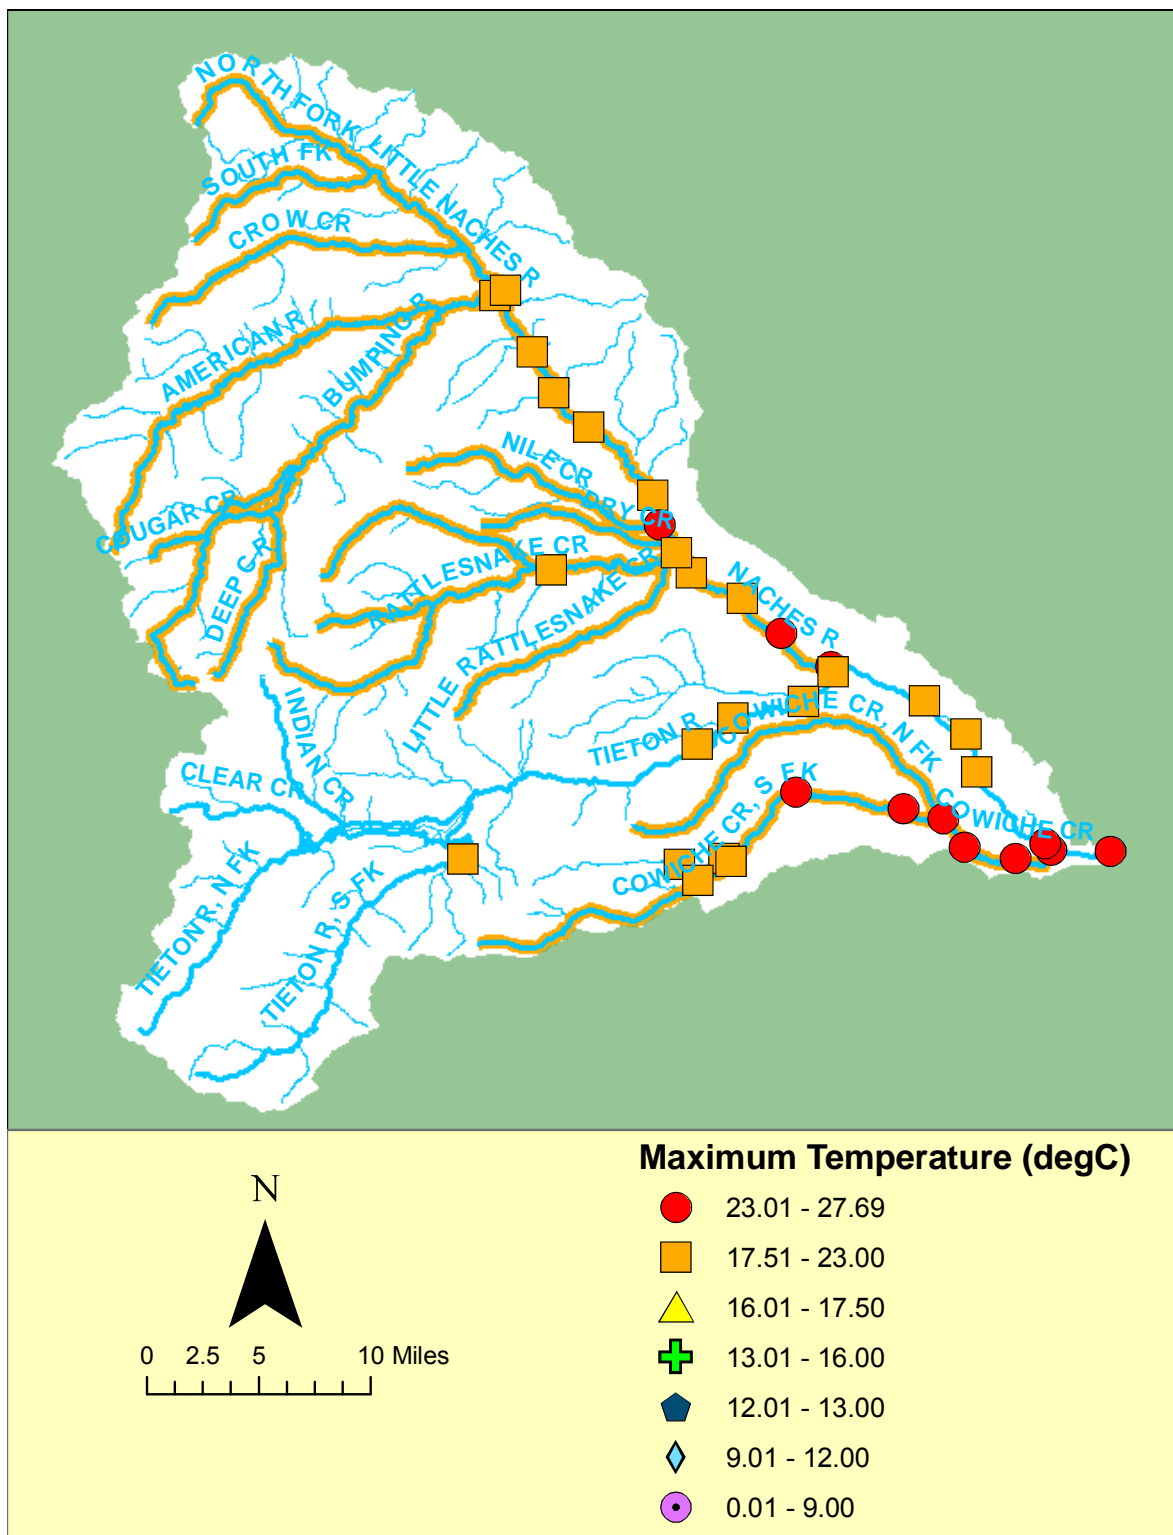 NORTH FORK LITTLE NACHES R
SOUTH FK
CROW CR
AMERICAN R
BUMPING R
NILE CR
DRY CR
COUGAR CR
DEEP CR
RATTLESNAKE CR
LITTLE RATTLESNAKE CR
NACHES R
INDIAN CR
CLEAR CR
TIETON R
COWICHE CR, N FK
COWICHE CR, S FK
COWICHE CR
TIETON R, N FK
TIETON R, S FK
N
0 2.5 5 10 Miles
Maximum Temperature (degC)
23.01 - 27.69
17.51 - 23.00
16.01 - 17.50
13.01 - 16.00
12.01 - 13.00
9.01 - 12.00
0.01 - 9.00